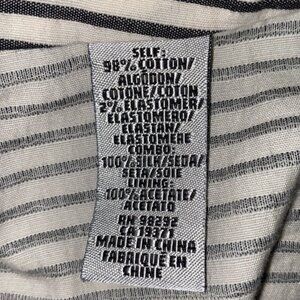 SELF:
98% COTTON/
ALGODON/
COTONE/COTON
2% ELASTOMER/
ELASTOMERO/
ELASTAN/
ELASTOMERE
COMBO:
100% SILK/SEDA/
SETA/SOIE
LINING:
100% ACETATE/
ACETATO
RN 98292
CA 19371
MADE IN CHINA
FABRIQUÉ EN
CHINE